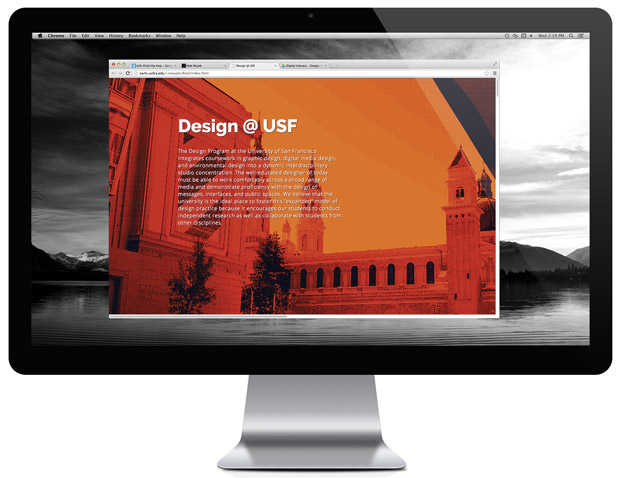 Chrome File Edit View History Bookmarks Window Help
Wed 2:19 PM
Design @ USF
Design @ USF
The Design Program at the University of San Francisco
integrates coursework in graphic design, digital media design,
and environmental design into a dynamic interdisciplinary
studio concentration. The well-educated designer of today
must be able to work comfortably across a broad range of
media and demonstrate proficiency with the design of
messages, interfaces, and public spaces. We believe that the
university is the ideal place to foster this "expanded" model of
design practice because it encourages our students to conduct
independent research as well as collaborate with students from
other disciplines.